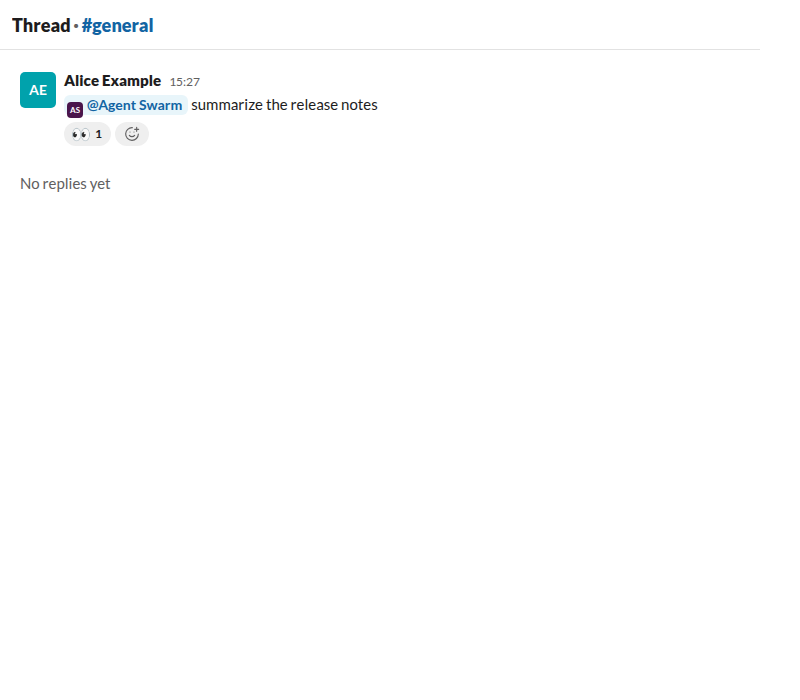 Thread • #general
AE
Alice Example 15:27
AS @Agent Swarm summarize the release notes
👀 1
No replies yet